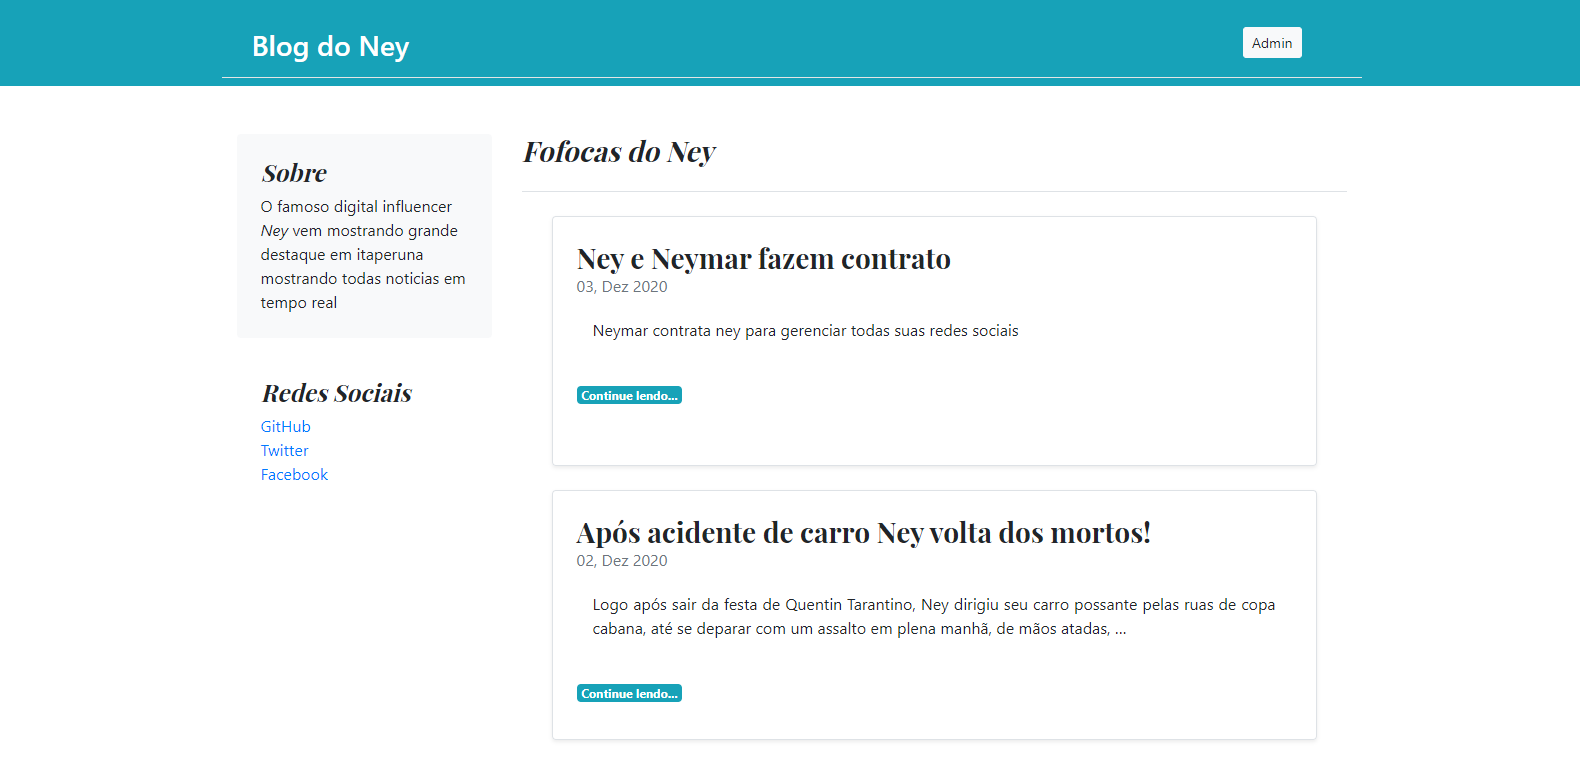 Blog do Ney
Admin
Sobre
O famoso digital influencer
Ney vem mostrando grande
destaque em itaperuna
mostrando todas noticias em
tempo real
Redes Sociais
GitHub
Twitter
Facebook
Fofocas do Ney
Ney e Neymar fazem contrato
03, Dez 2020
Neymar contrata ney para gerenciar todas suas redes sociais
Continue lendo...
Após acidente de carro Ney volta dos mortos!
02, Dez 2020
Logo após sair da festa de Quentin Tarantino, Ney dirigiu seu carro possante pelas ruas de copa
cabana, até se deparar com um assalto em plena manhã, de mãos atadas, ...
Continue lendo...